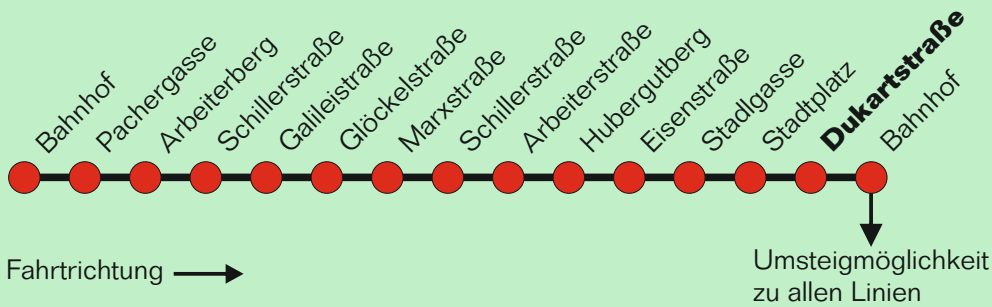 Bahnhof
Pachergasse
Arbeiterberg
Schillerstraße
Galileistraße
Glöckelstraße
Marxstraße
Schillerstraße
Arbeiterstraße
Hubergutberg
Eisenstraße
Stadlgasse
Stadtplatz
Dukartstraße
Bahnhof
Fahrtrichtung
Umsteigmöglichkeit
zu allen Linien